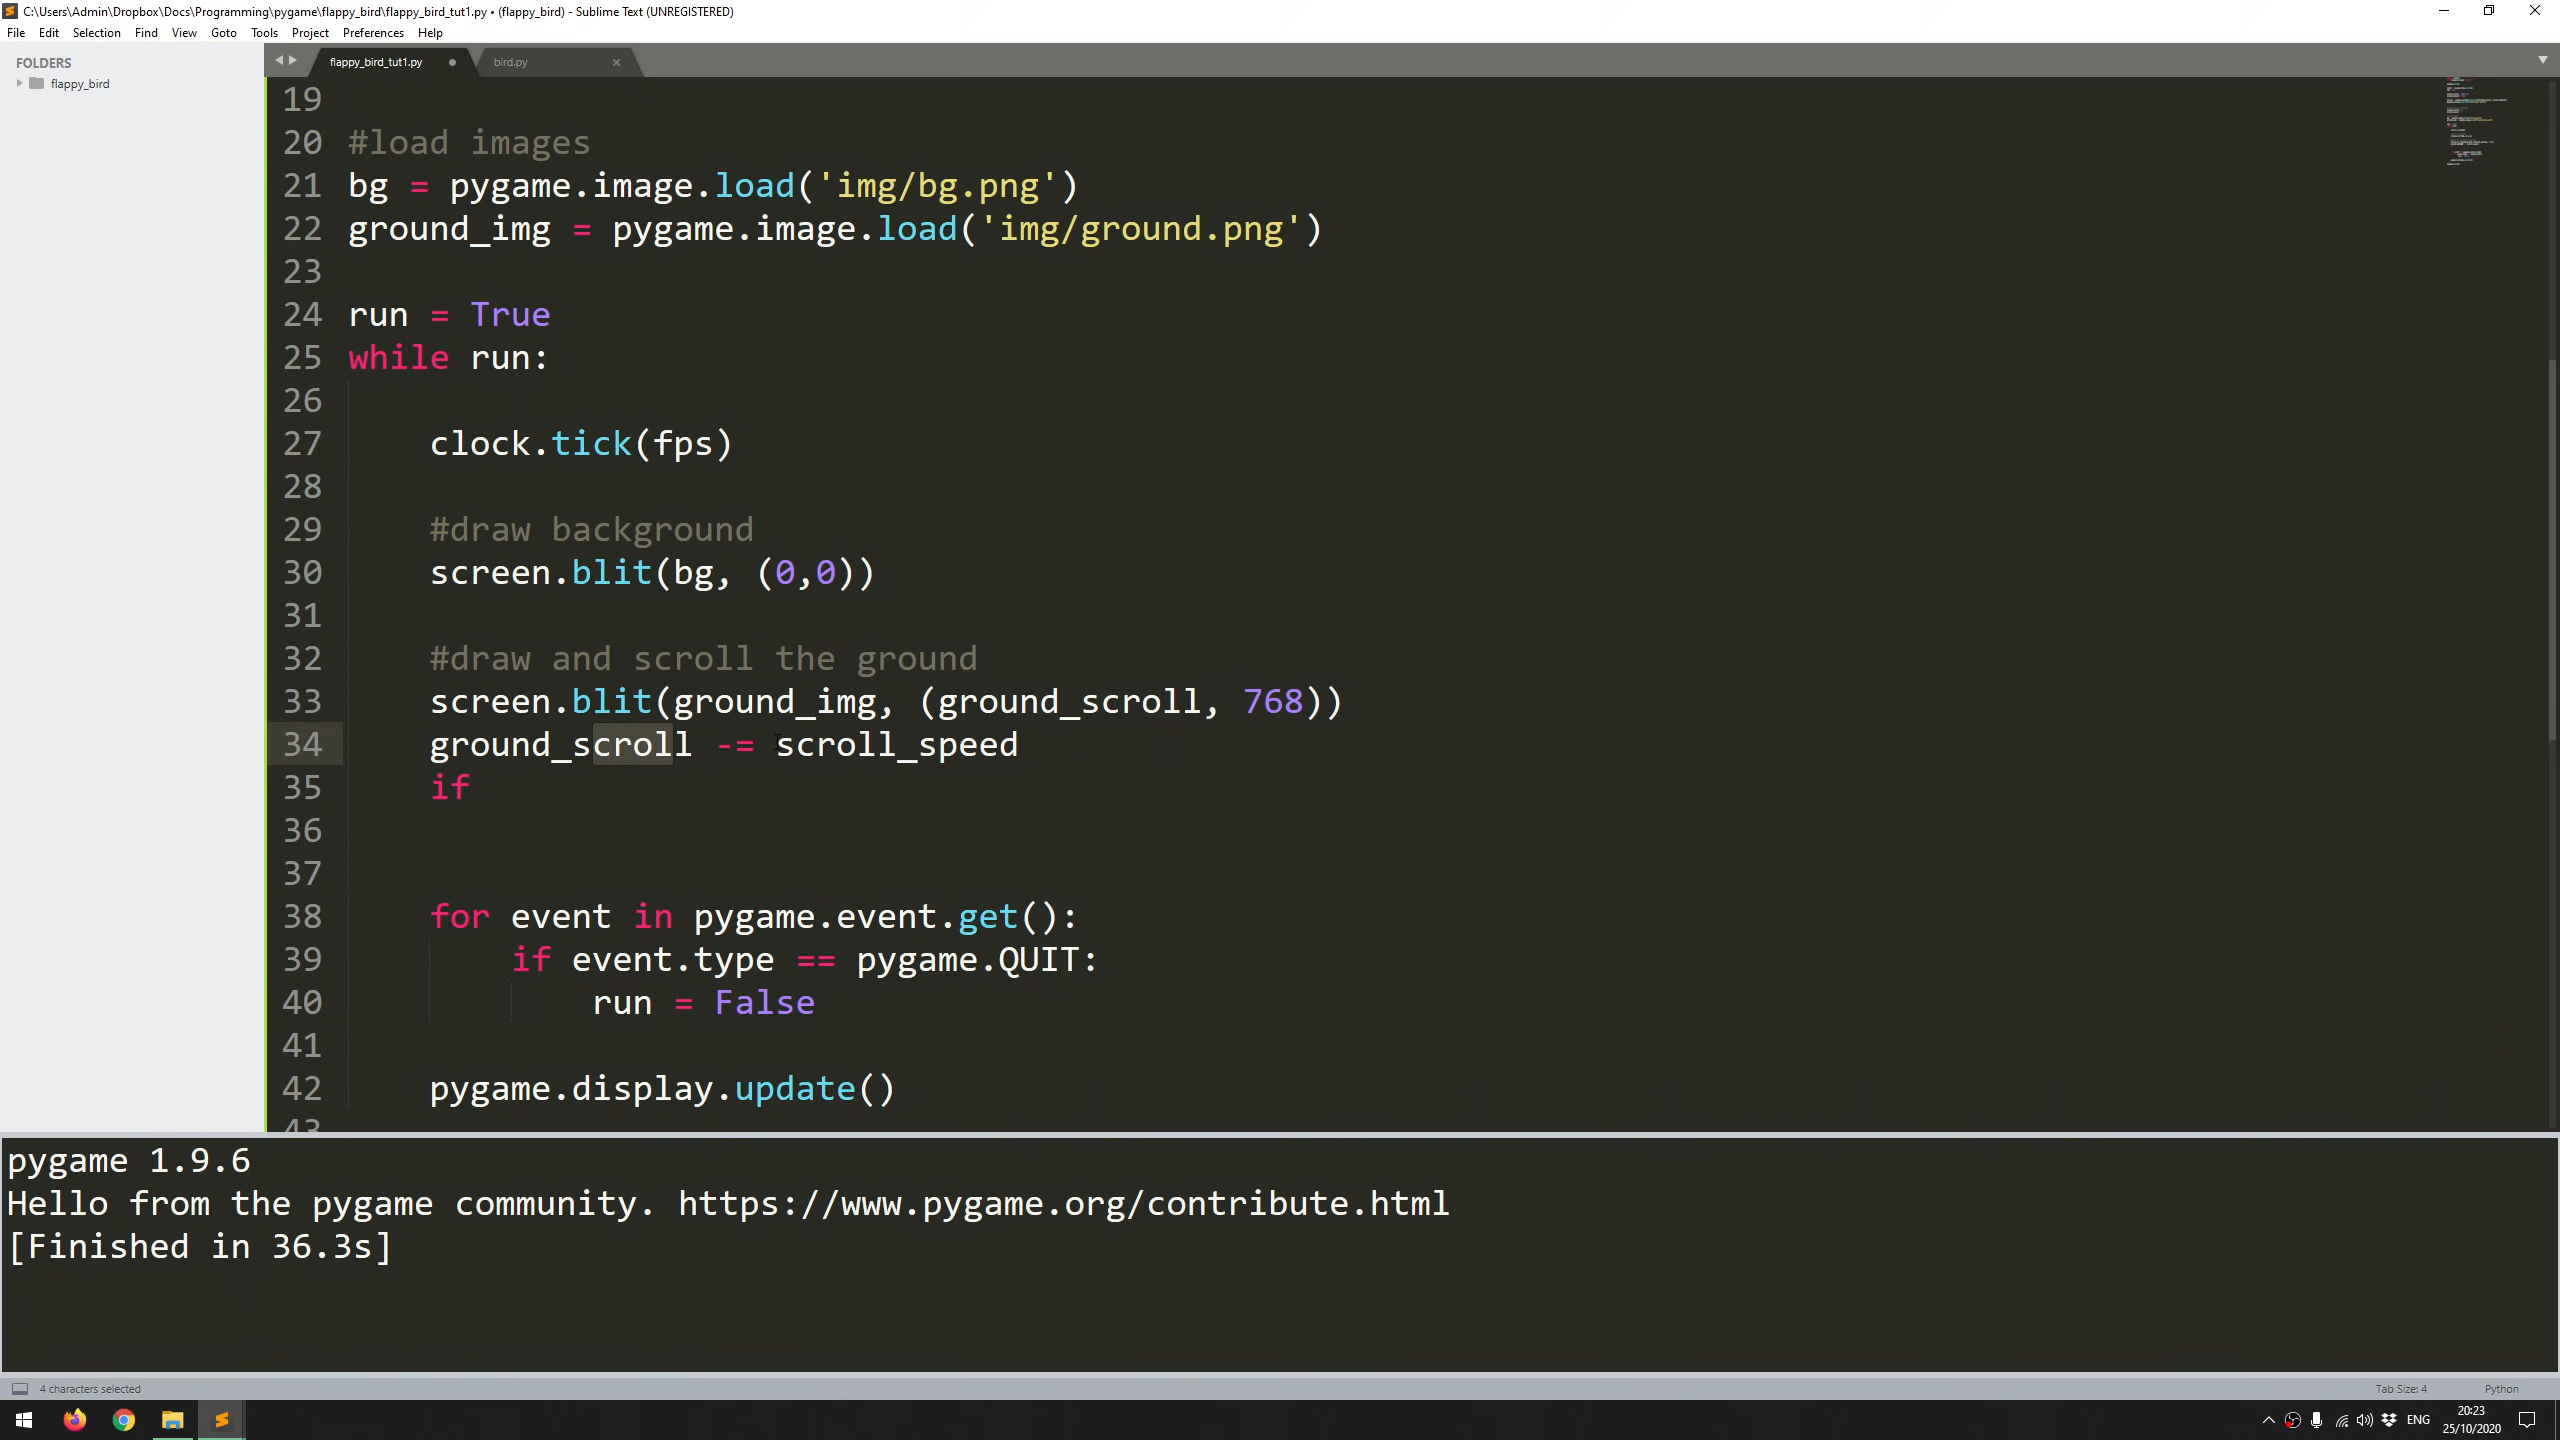 C:\Users\Admin\Dropbox\Docs\Programming\pygame\flappy_bird\flappy_bird_tut1.py • (flappy_bird) - Sublime Text (UNREGISTERED)
File Edit Selection Find View Goto Tools Project Preferences Help
FOLDERS
flappy_bird
flappy_bird_tut1.py
bird.py
19
20 #load images
21 bg = pygame.image.load('img/bg.png')
22 ground_img = pygame.image.load('img/ground.png')
23
24 run = True
25 while run:
26
27 clock.tick(fps)
28
29 #draw background
30 screen.blit(bg, (0,0))
31
32 #draw and scroll the ground
33 screen.blit(ground_img, (ground_scroll, 768))
34 ground_scroll -= scroll_speed
35 if
36
37
38 for event in pygame.event.get():
39 if event.type == pygame.QUIT:
40 run = False
41
42 pygame.display.update()
43
pygame 1.9.6
Hello from the pygame community. https://www.pygame.org/contribute.html
[Finished in 36.3s]
4 characters selected
Tab Size: 4
Python
ENG
20:23
25/10/2020